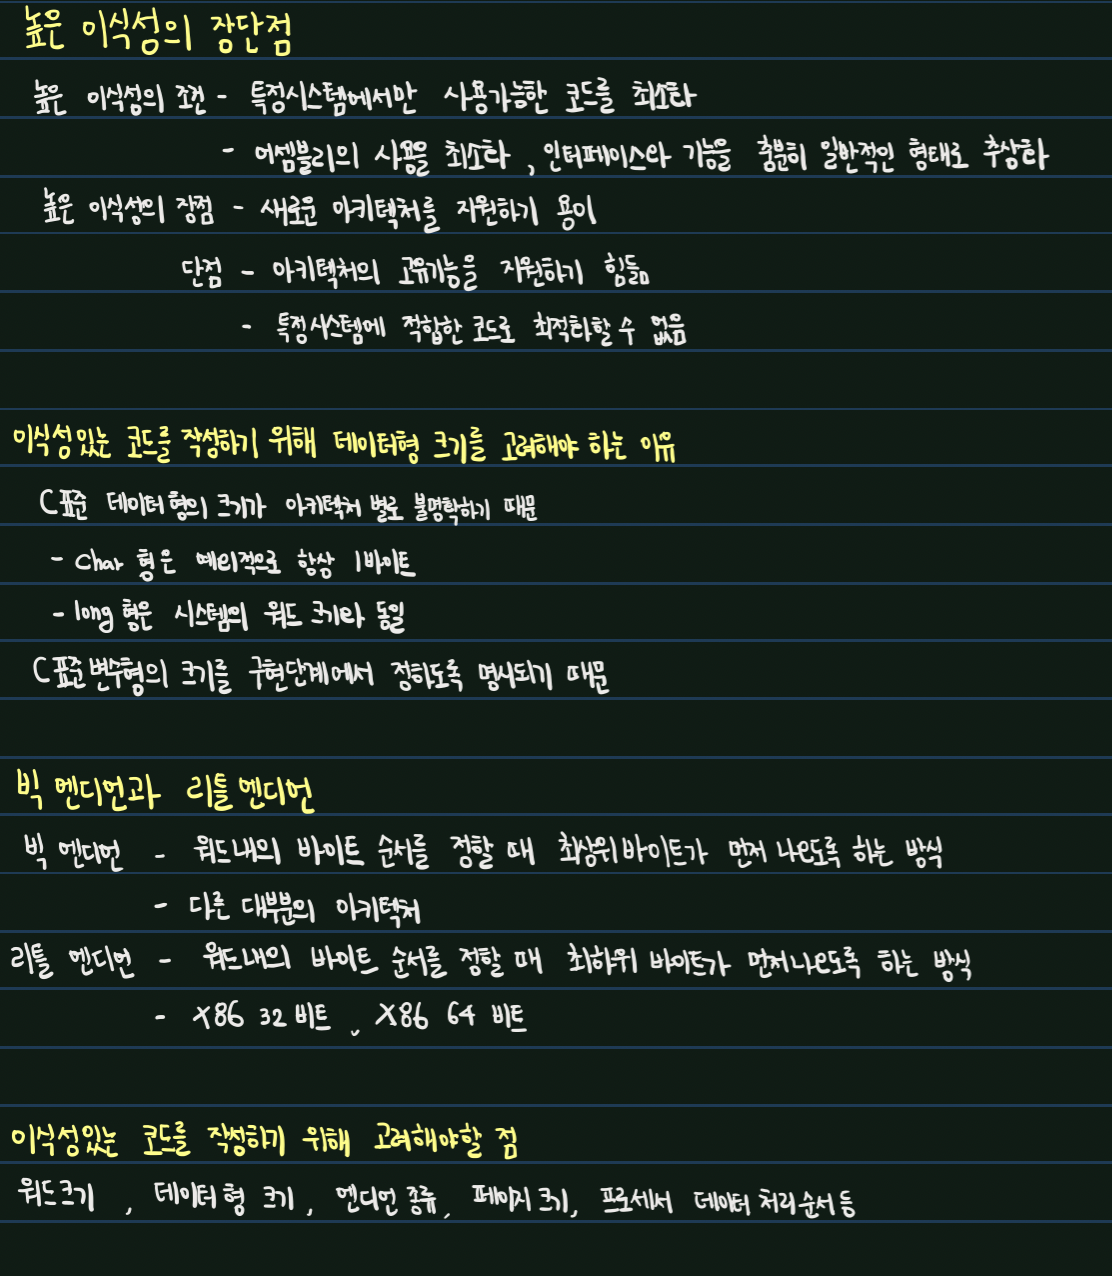 높은 이식성의 장단점
높은 이식성의 조건 - 특정시스템에서만 사용가능한 코드를 최소화
- 어셈블리의 사용을 최소화, 인터페이스와 기능을 충분히 일반적인 형태로 추상화
높은 이식성의 장점 - 새로운 아키텍처를 지원하기 용이
단점 - 아키텍처의 고유기능을 지원하기 힘듦
- 특정시스템에 적합한 코드로 최적화할 수 없음
이식성있는 코드를 작성하기 위해 데이터형 크기를 고려해야 하는 이유
C표준 데이터형의 크기가 아키텍처 별로 불명확하기 때문
- Char 형은 예외적으로 항상 1바이트
- long 형은 시스템의 워드 크기와 동일
C표준변수형의 크기를 구현단계에서 정하도록 명시되기 때문
빅 엔디언과 리틀엔디언
빅 엔디언 - 워드내의 바이트 순서를 정할 때 최상위바이트가 먼저 나오도록 하는 방식
- 다른 대부분의 아키텍처
리틀 엔디언 - 워드내의 바이트 순서를 정할 때 최하위 바이트가 먼저나오도록 하는 방식
- X86 32비트, X86 64 비트
이식성있는 코드를 작성하기 위해 고려해야할 점
워드크기, 데이터형 크기, 엔디언 종류, 페이지크기, 프로세서 데이터 처리순서 등